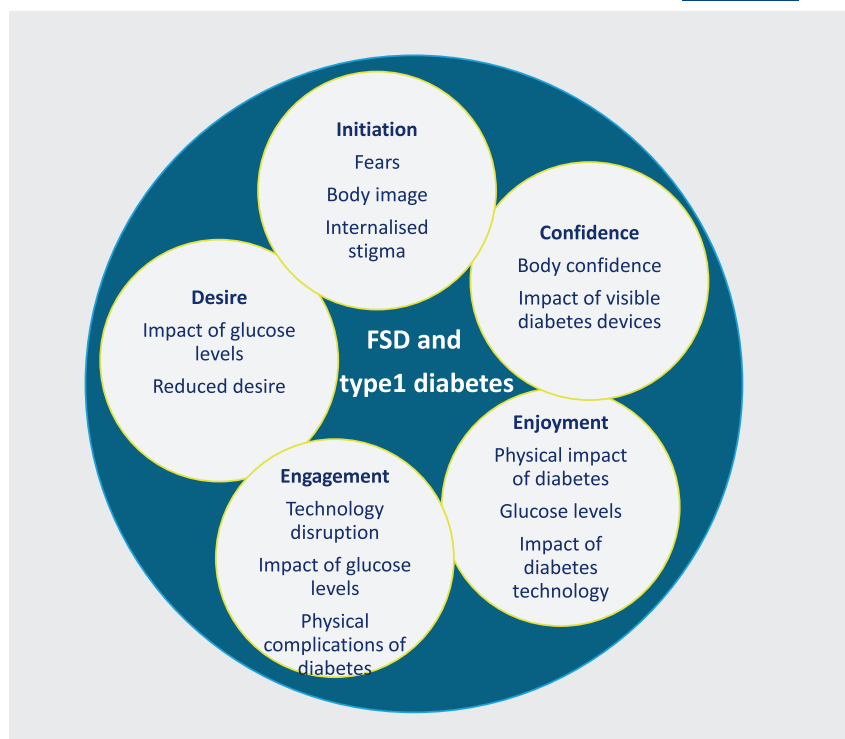 Initiation
Fears
Body image
Internalised
stigma
Confidence
Body confidence
Impact of visible
diabetes devices
Desire
Impact of glucose
levels
Reduced desire
FSD and
type1 diabetes
Enjoyment
Physical impact
of diabetes
Glucose levels
Impact of
diabetes
technology
Engagement
Technology
disruption
Impact of glucose
levels
Physical
complications of
diabetes